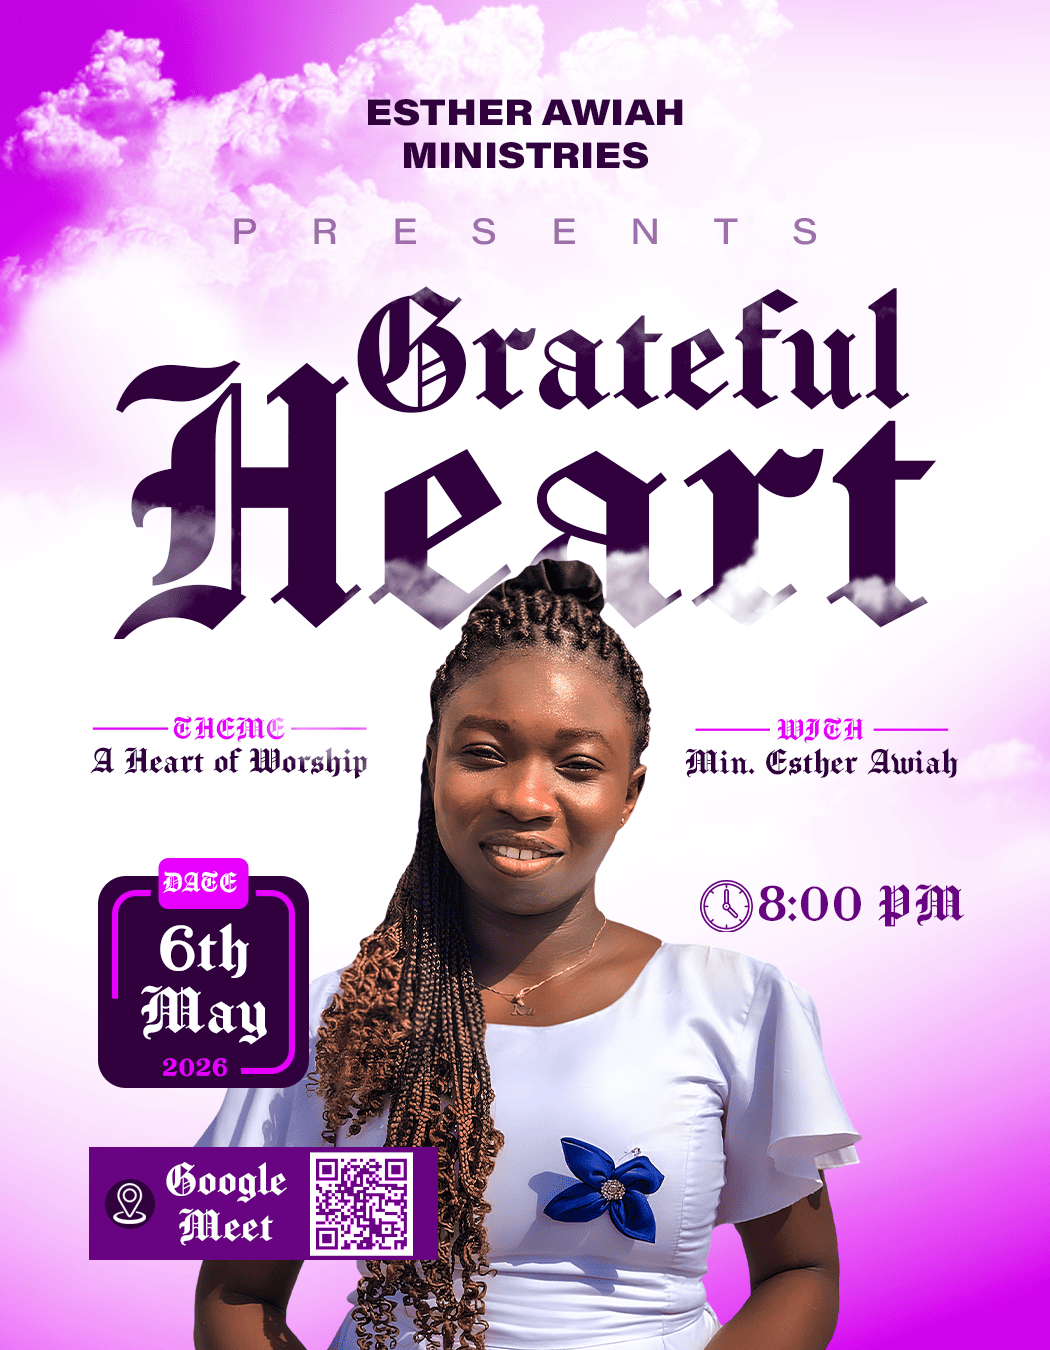 ESTHER AWIAH
MINISTRIES
PRESENTS
Grateful
Heart
THEME
A Heart of Worship
WITH
Min. Esther Awiah
DATE
6th
May
2026
8:00 PM
Google
Meet